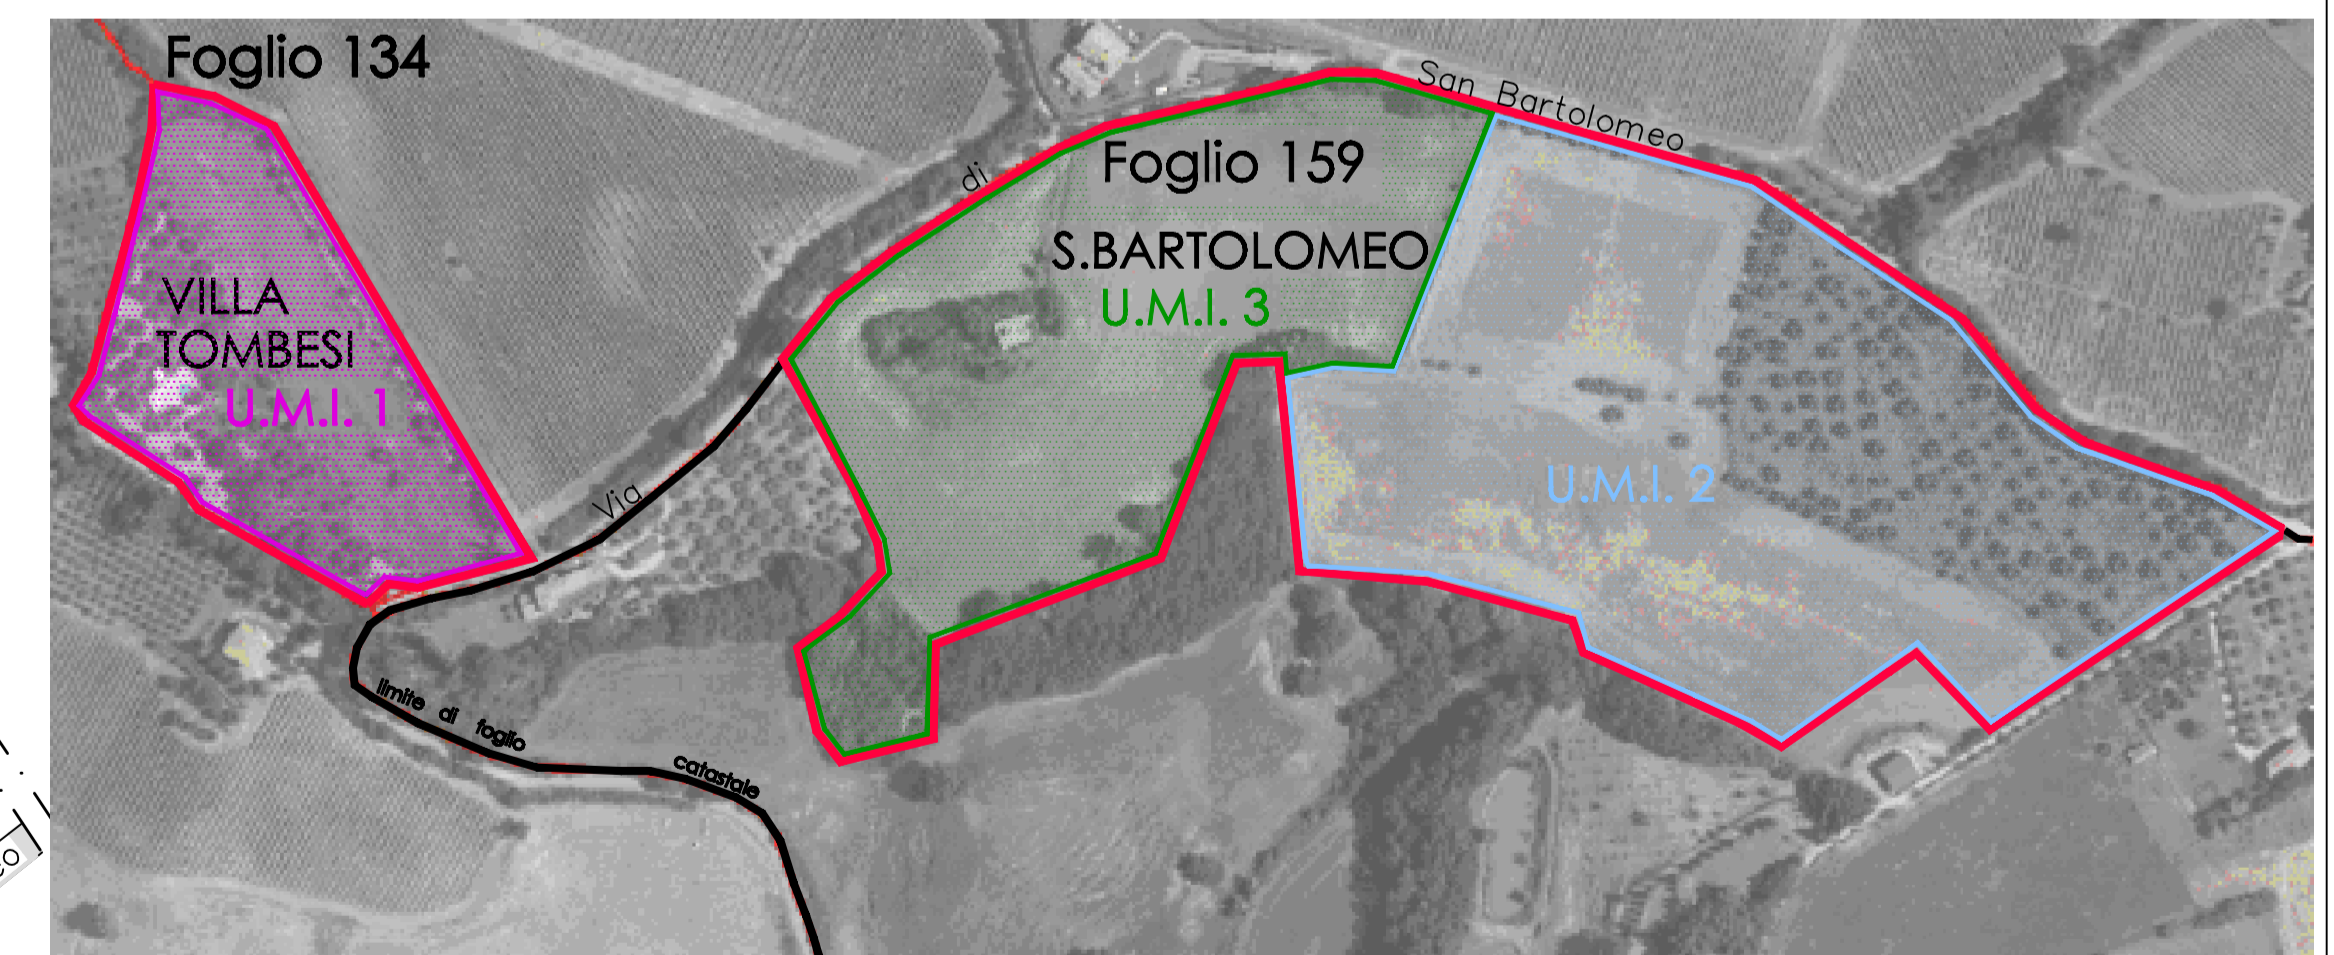 Foglio 134
San Bartolomeo
Foglio 159
di
S.BARTOLOMEO
U.M.I. 3
VILLA
TOMBESI
U.M.I. 1
U.M.I. 2
Via
limite di foglio
catastale